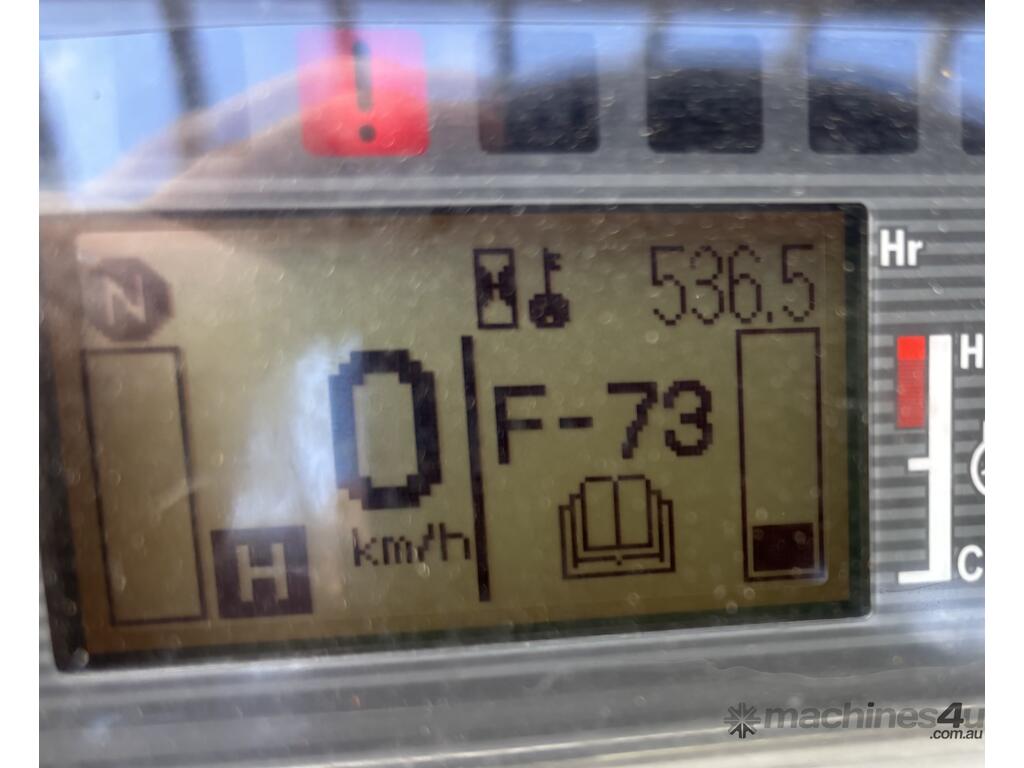 !
N
H 536.5 Hr
0 F-73
H
km/h
H
C
machines4u
.com.au